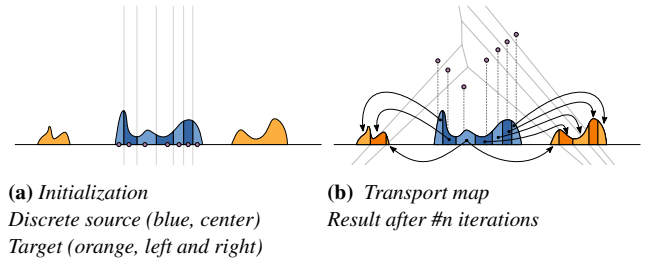 (a) Initialization
Discrete source (blue, center)
Target (orange, left and right)
(b) Transport map
Result after #n iterations